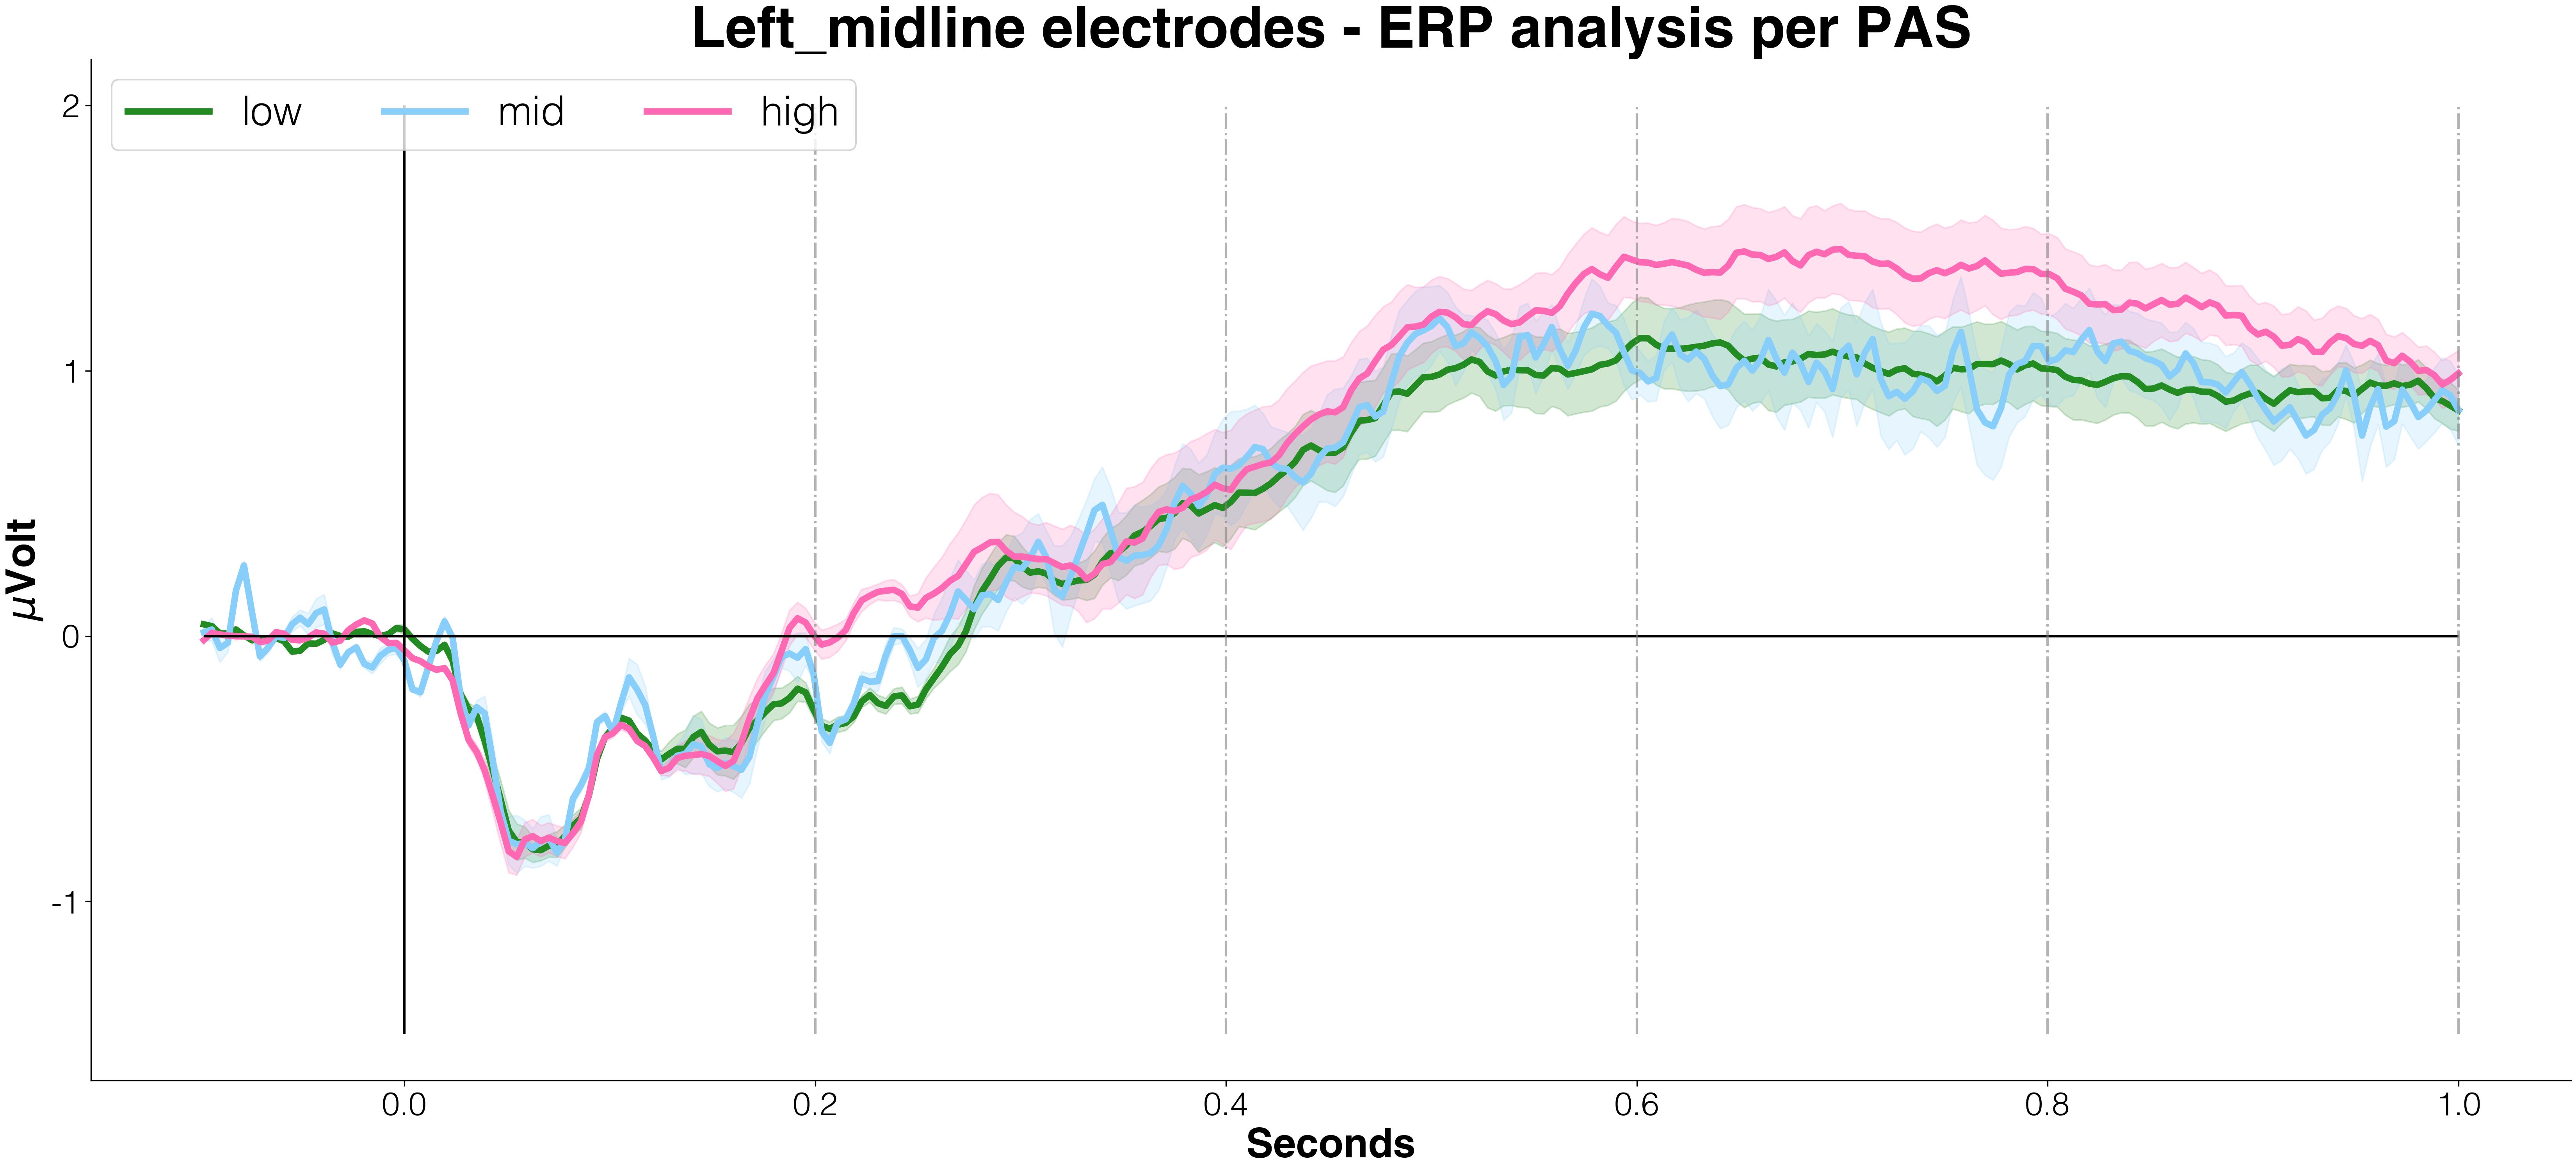 Left_midline electrodes - ERP analysis per PAS
low mid high
2
1
0
-1
μVolt
0.0 0.2 0.4 0.6 0.8 1.0
Seconds